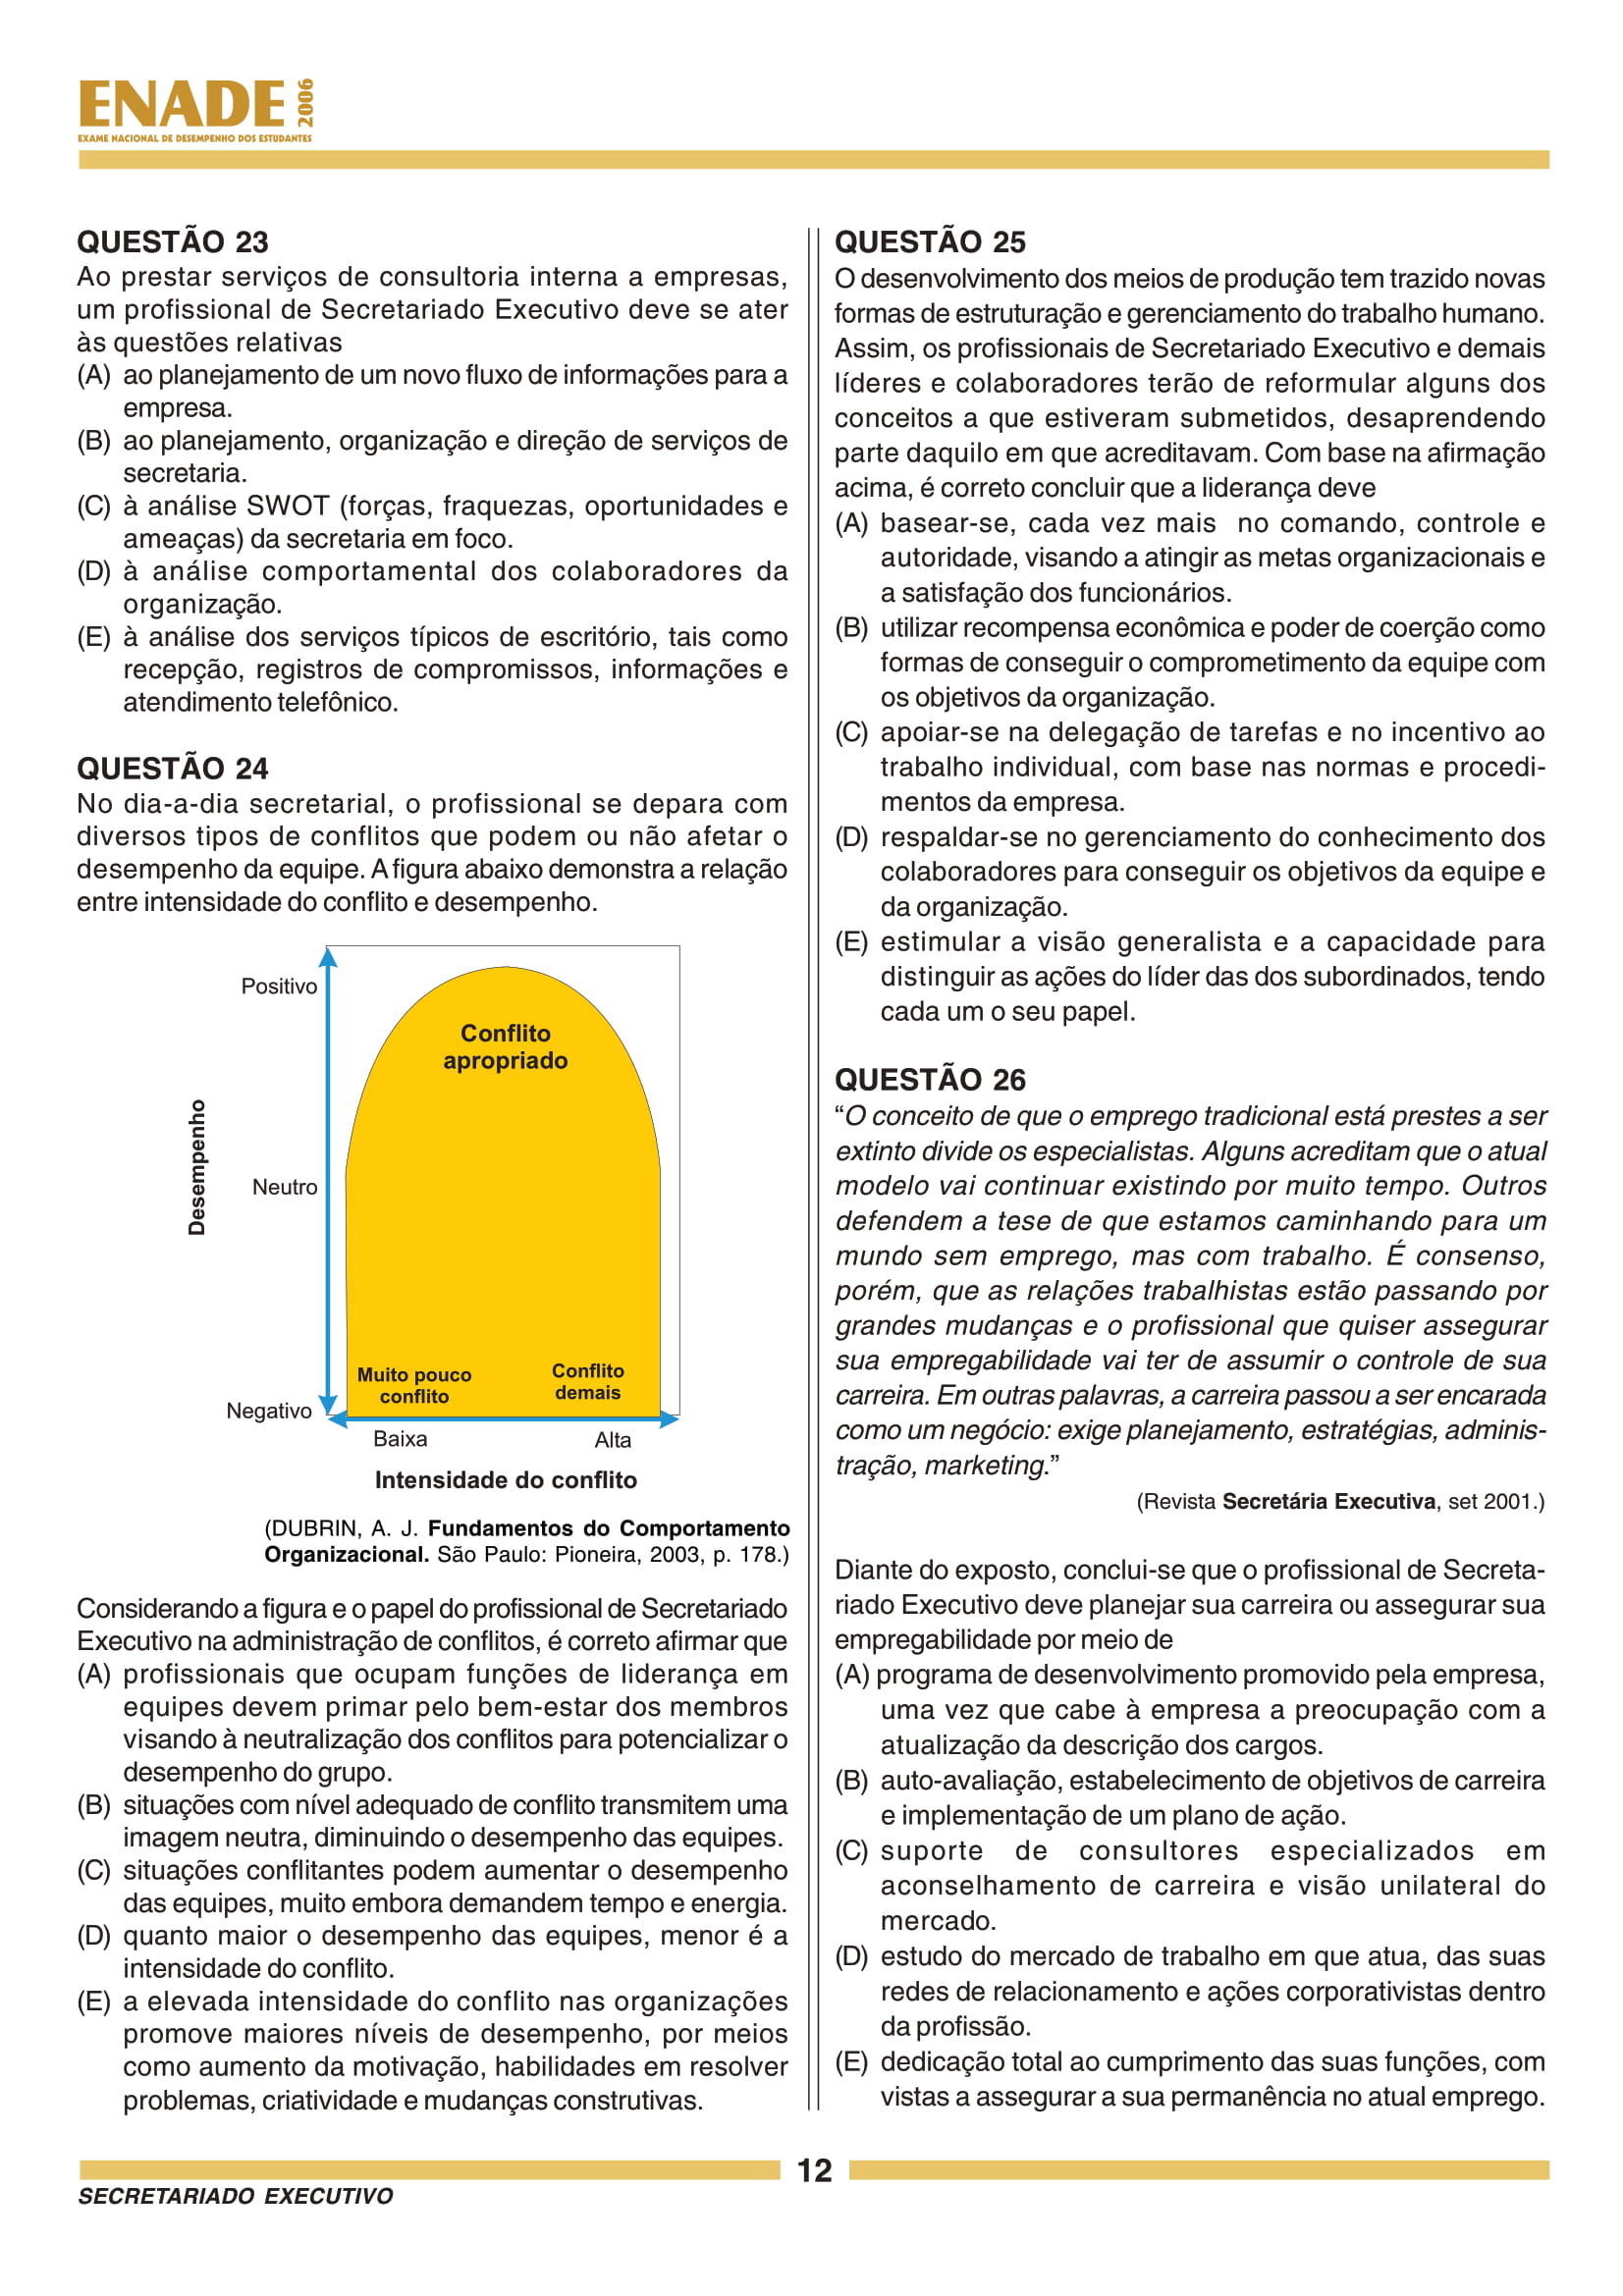 ENADE 2006
EXAME NACIONAL DE DESEMPENHO DOS ESTUDANTES
QUESTÃO 23
Ao prestar serviços de consultoria interna a empresas,
um profissional de Secretariado Executivo deve se ater
às questões relativas
(A) ao planejamento de um novo fluxo de informações para a
empresa.
(B) ao planejamento, organização e direção de serviços de
secretaria.
(C) à análise SWOT (forças, fraquezas, oportunidades e
ameaças) da secretaria em foco.
(D) à análise comportamental dos colaboradores da
organização.
(E) à análise dos serviços típicos de escritório, tais como
recepção, registros de compromissos, informações e
atendimento telefônico.
QUESTÃO 24
No dia-a-dia secretarial, o profissional se depara com
diversos tipos de conflitos que podem ou não afetar o
desempenho da equipe. A figura abaixo demonstra a relação
entre intensidade do conflito e desempenho.
Positivo
Conflito
apropriado
Desempenho
Neutro
Muito pouco
conflito
Conflito
demais
Negativo
Baixa
Alta
Intensidade do conflito
(DUBRIN, A. J. Fundamentos do Comportamento
Organizacional. São Paulo: Pioneira, 2003, p. 178.)
Considerando a figura e o papel do profissional de Secretariado
Executivo na administração de conflitos, é correto afirmar que
(A) profissionais que ocupam funções de liderança em
equipes devem primar pelo bem-estar dos membros
visando à neutralização dos conflitos para potencializar o
desempenho do grupo.
(B) situações com nível adequado de conflito transmitem uma
imagem neutra, diminuindo o desempenho das equipes.
(C) situações conflitantes podem aumentar o desempenho
das equipes, muito embora demandem tempo e energia.
(D) quanto maior o desempenho das equipes, menor é a
intensidade do conflito.
(E) a elevada intensidade do conflito nas organizações
promove maiores níveis de desempenho, por meios
como aumento da motivação, habilidades em resolver
problemas, criatividade e mudanças construtivas.
QUESTÃO 25
O desenvolvimento dos meios de produção tem trazido novas
formas de estruturação e gerenciamento do trabalho humano.
Assim, os profissionais de Secretariado Executivo e demais
líderes e colaboradores terão de reformular alguns dos
conceitos a que estiveram submetidos, desaprendendo
parte daquilo em que acreditavam. Com base na afirmação
acima, é correto concluir que a liderança deve
(A) basear-se, cada vez mais no comando, controle e
autoridade, visando a atingir as metas organizacionais e
a satisfação dos funcionários.
(B) utilizar recompensa econômica e poder de coerção como
formas de conseguir o comprometimento da equipe com
os objetivos da organização.
(C) apoiar-se na delegação de tarefas e no incentivo ao
trabalho individual, com base nas normas e procedi-
mentos da empresa.
(D) respaldar-se no gerenciamento do conhecimento dos
colaboradores para conseguir os objetivos da equipe e
da organização.
(E) estimular a visão generalista e a capacidade para
distinguir as ações do líder das dos subordinados, tendo
cada um o seu papel.
QUESTÃO 26
“O conceito de que o emprego tradicional está prestes a ser
extinto divide os especialistas. Alguns acreditam que o atual
modelo vai continuar existindo por muito tempo. Outros
defendem a tese de que estamos caminhando para um
mundo sem emprego, mas com trabalho. É consenso,
porém, que as relações trabalhistas estão passando por
grandes mudanças e o profissional que quiser assegurar
sua empregabilidade vai ter de assumir o controle de sua
carreira. Em outras palavras, a carreira passou a ser encarada
como um negócio: exige planejamento, estratégias, adminis-
tração, marketing.”
(Revista Secretária Executiva, set 2001.)
Diante do exposto, conclui-se que o profissional de Secreta-
riado Executivo deve planejar sua carreira ou assegurar sua
empregabilidade por meio de
(A) programa de desenvolvimento promovido pela empresa,
uma vez que cabe à empresa a preocupação com a
atualização da descrição dos cargos.
(B) auto-avaliação, estabelecimento de objetivos de carreira
e implementação de um plano de ação.
(C) suporte de consultores especializados em
aconselhamento de carreira e visão unilateral do
mercado.
(D) estudo do mercado de trabalho em que atua, das suas
redes de relacionamento e ações corporativistas dentro
da profissão.
(E) dedicação total ao cumprimento das suas funções, com
vistas a assegurar a sua permanência no atual emprego.
12
SECRETARIADO EXECUTIVO